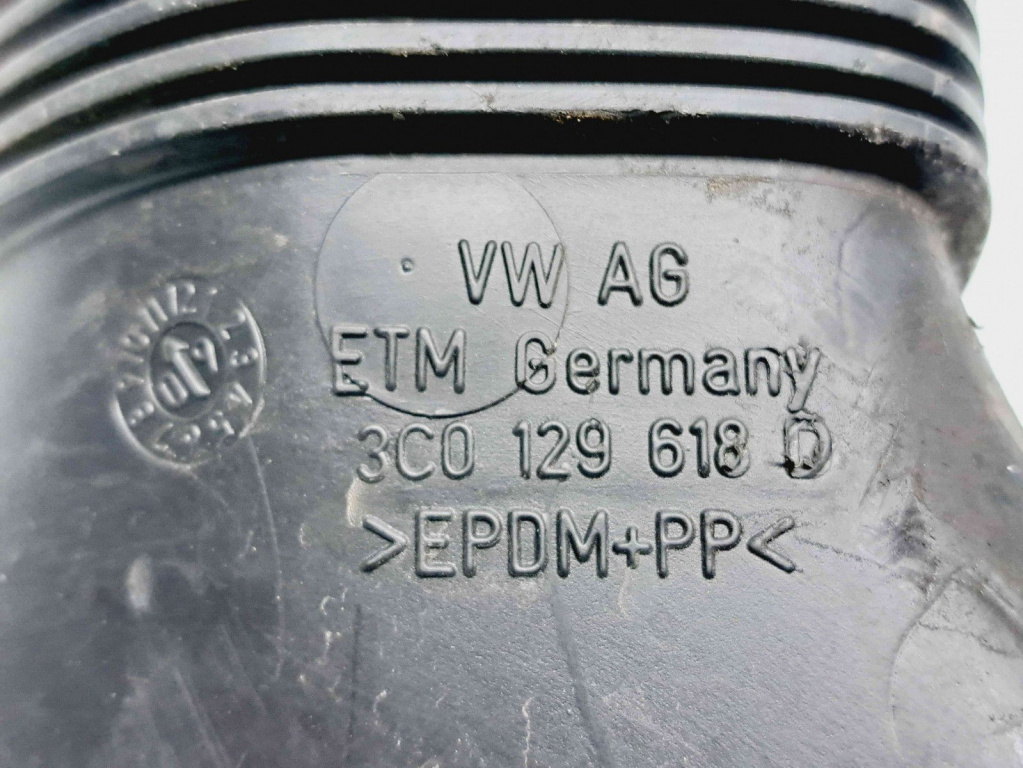 VW AG
ETM Germany
3C0 129 618 D
>EPDM+PP<